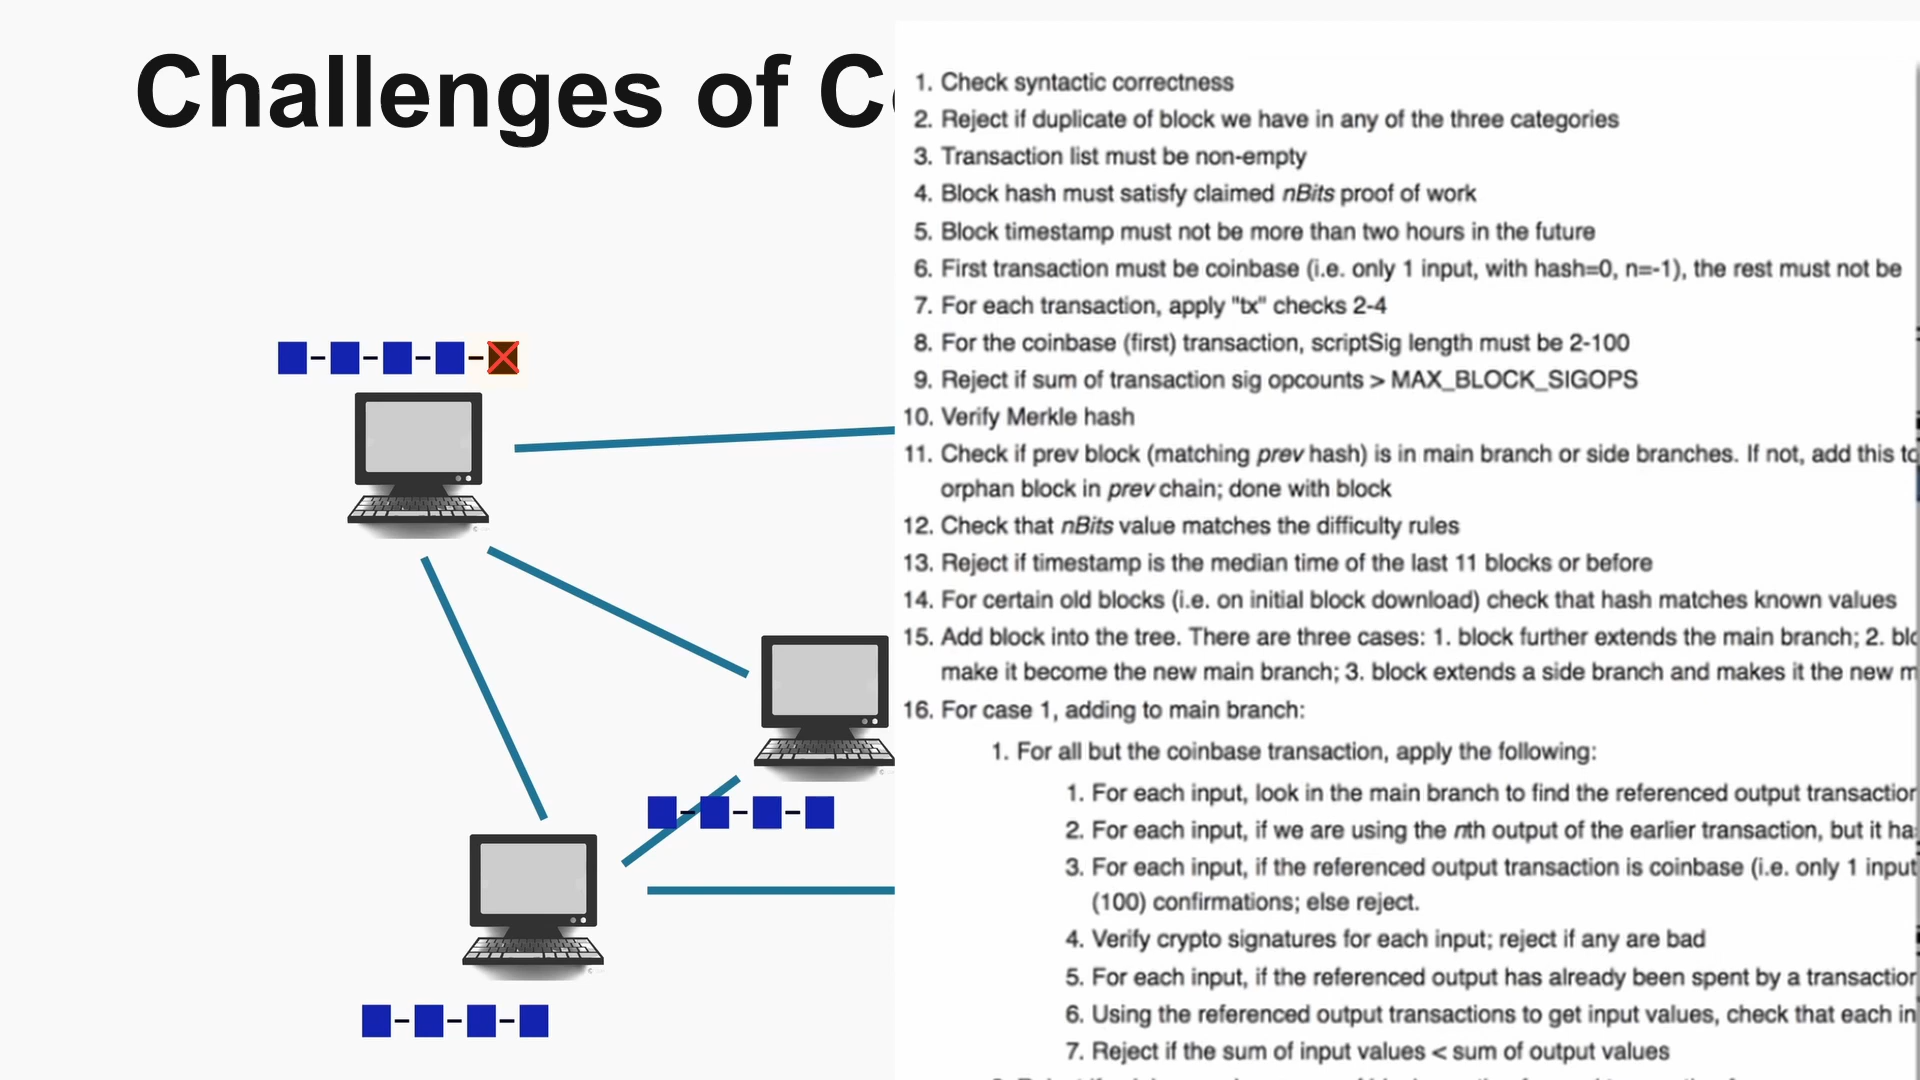 Challenges of C
1. Check syntactic correctness
2. Reject if duplicate of block we have in any of the three categories
3. Transaction list must be non-empty
4. Block hash must satisfy claimed nBits proof of work
5. Block timestamp must not be more than two hours in the future
6. First transaction must be coinbase (i.e. only 1 input, with hash=0, n=-1), the rest must not be
7. For each transaction, apply "tx" checks 2-4
8. For the coinbase (first) transaction, scriptSig length must be 2-100
9. Reject if sum of transaction sig opcounts > MAX_BLOCK_SIGOPS
10. Verify Merkle hash
11. Check if prev block (matching prev hash) is in main branch or side branches. If not, add this to
orphan block in prev chain; done with block
12. Check that nBits value matches the difficulty rules
13. Reject if timestamp is the median time of the last 11 blocks or before
14. For certain old blocks (i.e. on initial block download) check that hash matches known values
15. Add block into the tree. There are three cases: 1. block further extends the main branch; 2.
make it become the new main branch; 3. block extends a side branch and makes it the new
16. For case 1, adding to main branch:
1. For all but the coinbase transaction, apply the following:
1. For each input, look in the main branch to find the referenced output
2. For each input, if we are using the nth output of the earlier transaction, but it
3. For each input, if the referenced output transaction is coinbase (i.e. only 1 input
(100) confirmations; else reject.
4. Verify crypto signatures for each input; reject if any are bad
5. For each input, if the referenced output has already been spent by a
6. Using the referenced output transactions to get input values, check that each in
7. Reject if the sum of input values < sum of output values